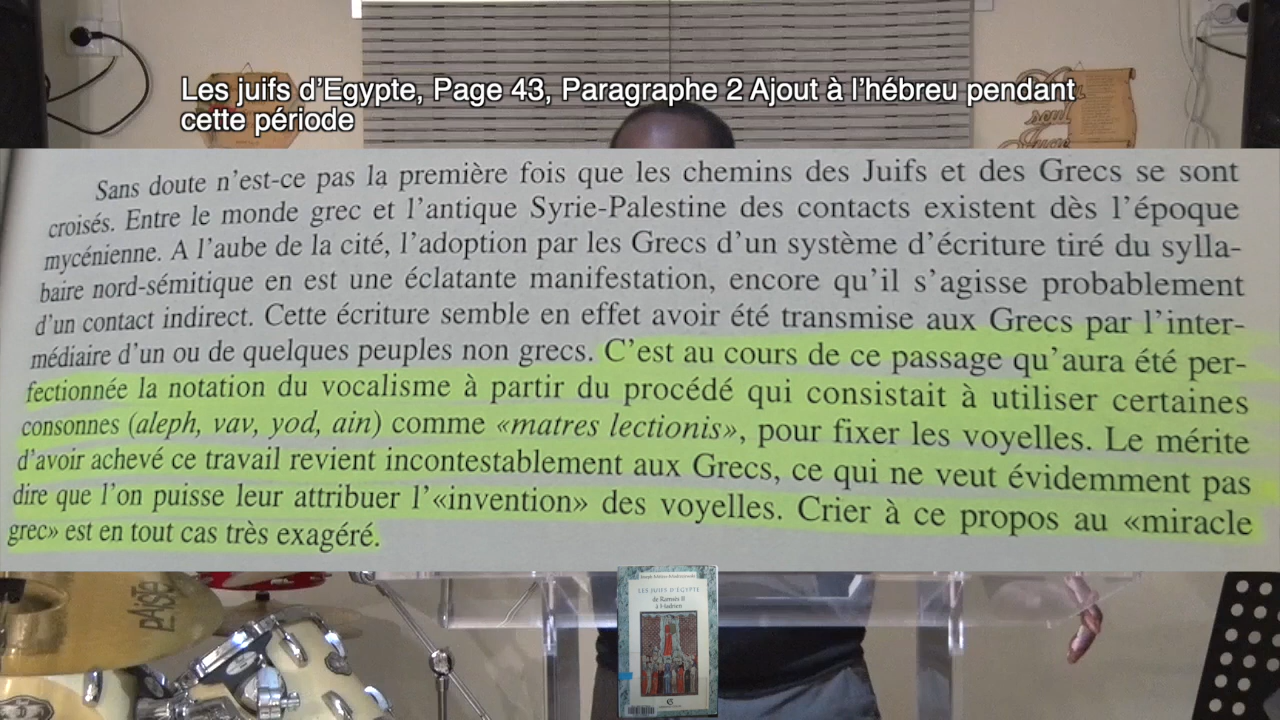 Les juifs d'Egypte, Page 43, Paragraphe 2 Ajout à l'hébreu pendant
cette période
Sans doute n'est-ce pas la première fois que les chemins des Juifs et des Grecs se sont
croisés. Entre le monde grec et l'antique Syrie-Palestine des contacts existent dès l'époque
mycénienne. A l'aube de la cité, l'adoption par les Grecs d'un système d'écriture tiré du sylla-
baire nord-sémitique en est une éclatante manifestation, encore qu'il s'agisse probablement
d'un contact indirect. Cette écriture semble en effet avoir été transmise aux Grecs par l'inter-
médiaire d'un ou de quelques peuples non grecs. C'est au cours de ce passage qu'aura été per-
fectionnée la notation du vocalisme à partir du procédé qui consistait à utiliser certaines
consonnes (aleph, vav, yod, ain) comme «matres lectionis», pour fixer les voyelles. Le mérite
d'avoir achevé ce travail revient incontestablement aux Grecs, ce qui ne veut évidemment pas
dire que l'on puisse leur attribuer l'«invention» des voyelles. Crier à ce propos au «miracle
grec» est en tout cas très exagéré.
LES JUIFS D'EGYPTE
de Ramsès II
à Hadrien